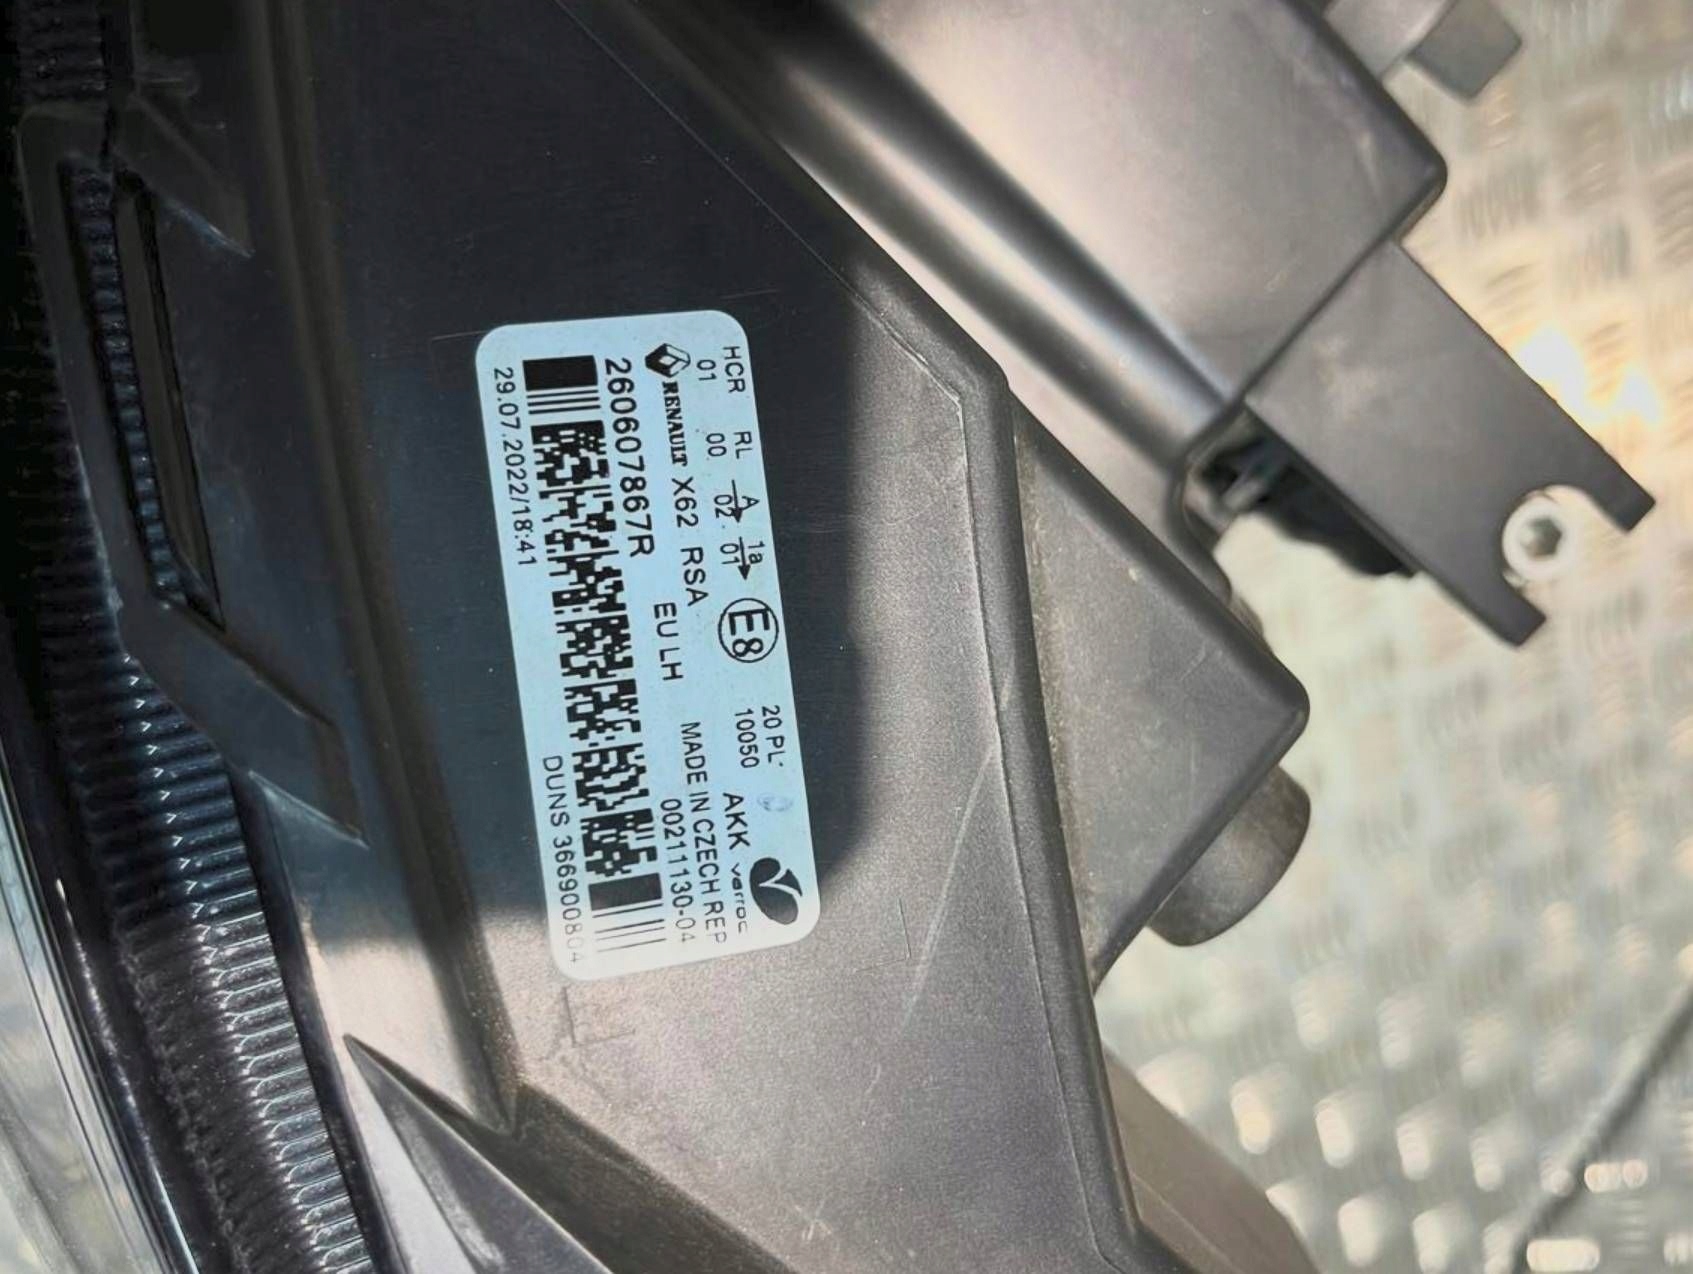 HCR RL A 1a E8 20 PL AKK varroc
01 00 02 01 10050
RENAULT X62 RSA EU LH MADE IN CZECH REP
260607867R 00211130-04
29.07.2022/18:41 DUNS 366900804